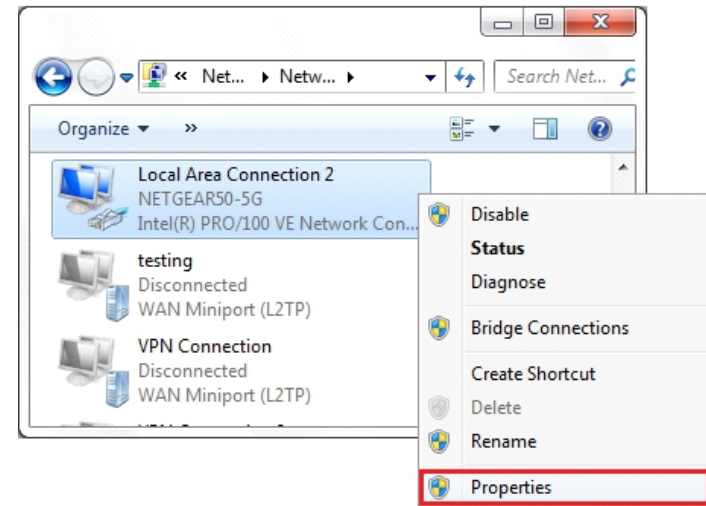 « Net... ▸ Netw... ▸
Search Net...
Organize
»
Local Area Connection 2
NETGEAR50-5G
Intel(R) PRO/100 VE Network Con...
testing
Disconnected
WAN Miniport (L2TP)
VPN Connection
Disconnected
WAN Miniport (L2TP)
Disable
Status
Diagnose
Bridge Connections
Create Shortcut
Delete
Rename
Properties